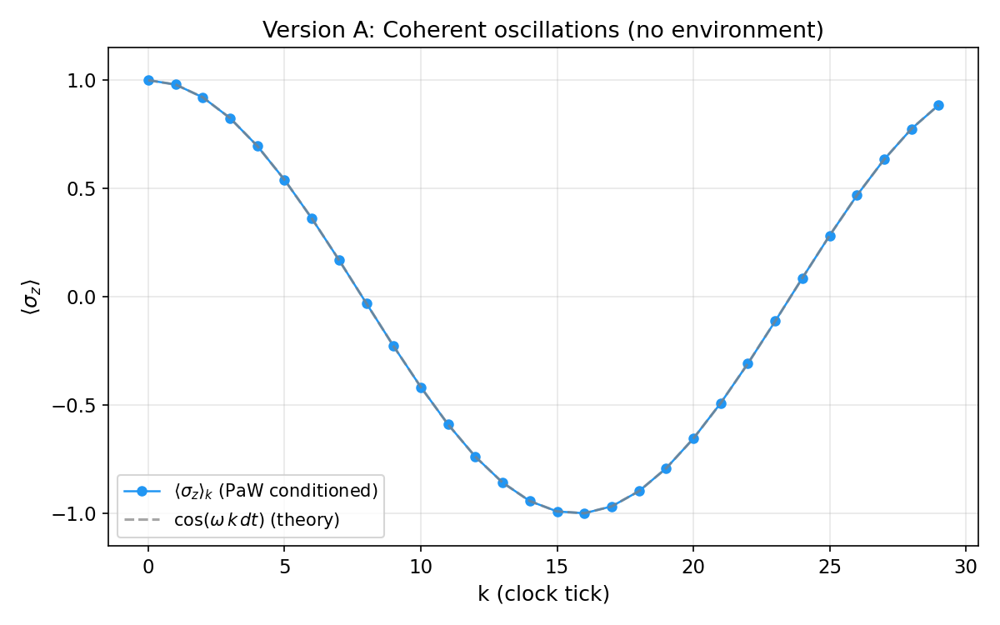 Version A: Coherent oscillations (no environment)
1.0
0.5
0.0
−0.5
−1.0
⟨σz⟩
⟨σz⟩k (PaW conditioned)
cos(ω k dt) (theory)
0 5 10 15 20 25 30
k (clock tick)